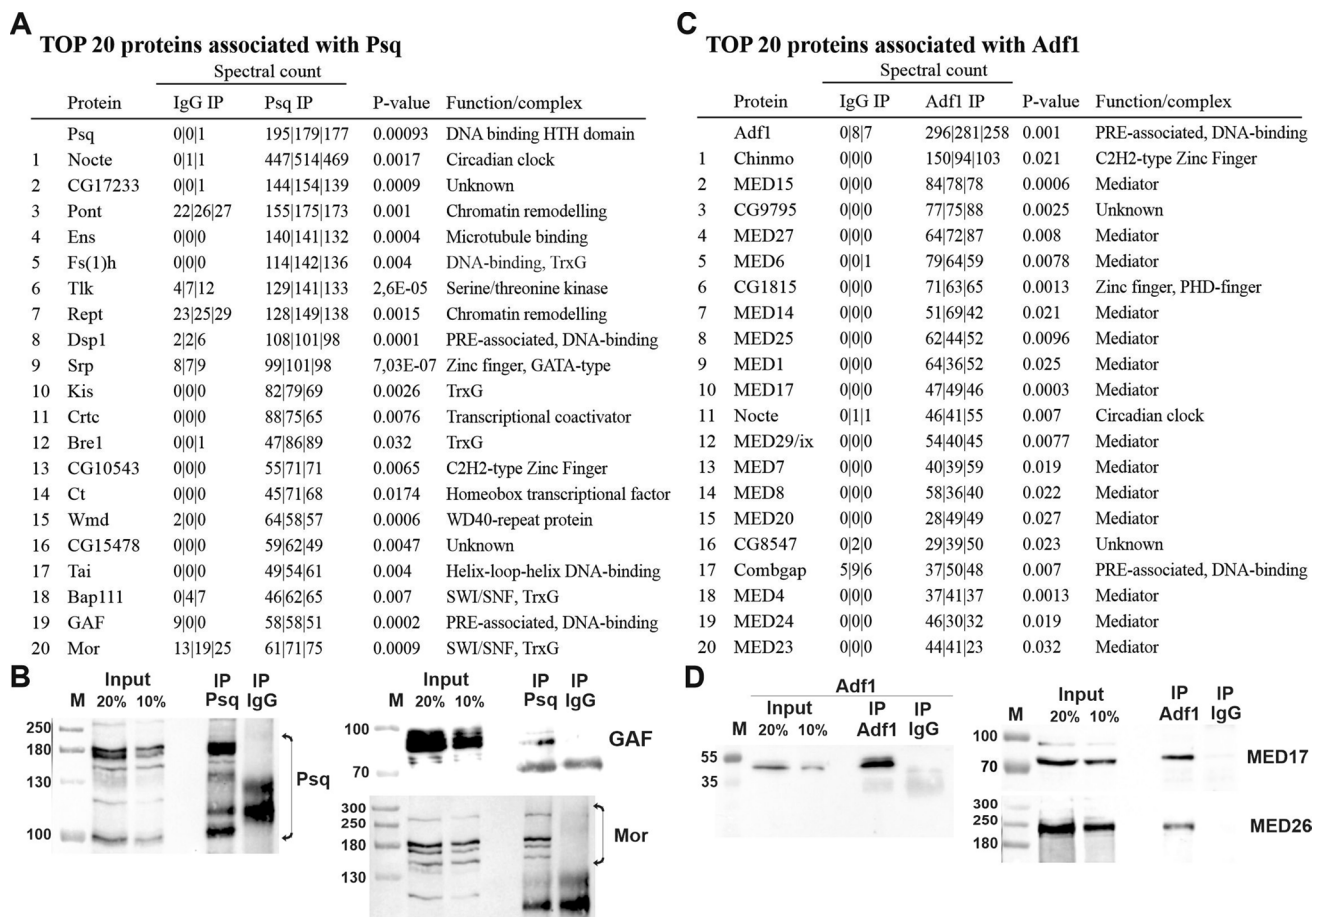 A
TOP 20 proteins associated with Psq
Spectral count
Protein IgG IP Psq IP P-value Function/complex
Psq 0|0|1 195|179|177 0.00093 DNA binding HTH domain
1 Nocte 0|1|1 447|514|469 0.0017 Circadian clock
2 CG17233 0|0|1 144|154|139 0.0009 Unknown
3 Pont 22|26|27 155|175|173 0.001 Chromatin remodelling
4 Ens 0|0|0 140|141|132 0.0004 Microtubule binding
5 Fs(1)h 0|0|0 114|142|136 0.004 DNA-binding, TrxG
6 Tlk 4|7|12 129|141|133 2,6E-05 Serine/threonine kinase
7 Rept 23|25|29 128|149|138 0.0015 Chromatin remodelling
8 Dsp1 2|2|6 108|101|98 0.0001 PRE-associated, DNA-binding
9 Srp 8|7|9 99|101|98 7,03E-07 Zinc finger, GATA-type
10 Kis 0|0|0 82|79|69 0.0026 TrxG
11 Crtc 0|0|0 88|75|65 0.0076 Transcriptional coactivator
12 Bre1 0|0|1 47|86|89 0.032 TrxG
13 CG10543 0|0|0 55|71|71 0.0065 C2H2-type Zinc Finger
14 Ct 0|0|0 45|71|68 0.0174 Homeobox transcriptional factor
15 Wmd 2|0|0 64|58|57 0.0006 WD40-repeat protein
16 CG15478 0|0|0 59|62|49 0.0047 Unknown
17 Tai 0|0|0 49|54|61 0.004 Helix-loop-helix DNA-binding
18 Bap111 0|4|7 46|62|65 0.007 SWI/SNF, TrxG
19 GAF 9|0|0 58|58|51 0.0002 PRE-associated, DNA-binding
20 Mor 13|19|25 61|71|75 0.0009 SWI/SNF, TrxG
C
TOP 20 proteins associated with Adf1
Spectral count
Protein IgG IP Adf1 IP P-value Function/complex
Adf1 0|8|7 296|281|258 0.001 PRE-associated, DNA-binding
1 Chinmo 0|0|0 150|94|103 0.021 C2H2-type Zinc Finger
2 MED15 0|0|0 84|78|78 0.0006 Mediator
3 CG9795 0|0|0 77|75|88 0.0025 Unknown
4 MED27 0|0|0 64|72|87 0.008 Mediator
5 MED6 0|0|1 79|64|59 0.0078 Mediator
6 CG1815 0|0|0 71|63|65 0.0013 Zinc finger, PHD-finger
7 MED14 0|0|0 51|69|42 0.021 Mediator
8 MED25 0|0|0 62|44|52 0.0096 Mediator
9 MED1 0|0|0 64|36|52 0.025 Mediator
10 MED17 0|0|0 47|49|46 0.0003 Mediator
11 Nocte 0|1|1 46|41|55 0.007 Circadian clock
12 MED29/ix 0|0|0 54|40|45 0.0077 Mediator
13 MED7 0|0|0 40|39|59 0.019 Mediator
14 MED8 0|0|0 58|36|40 0.022 Mediator
15 MED20 0|0|0 28|49|49 0.027 Mediator
16 CG8547 0|2|0 29|39|50 0.023 Unknown
17 Combgap 5|9|6 37|50|48 0.007 PRE-associated, DNA-binding
18 MED4 0|0|0 37|41|37 0.0013 Mediator
19 MED24 0|0|0 46|30|32 0.019 Mediator
20 MED23 0|0|0 44|41|23 0.032 Mediator
B
Input IP IP
M 20% 10% Psq IgG
250
180
130
100
Psq
Input IP IP
20% 10% Psq IgG
100
70
GAF
300
250
180
130
Mor
D
Adf1
Input IP IP
M 20% 10% Adf1 IgG
55
35
Input IP IP
M 20% 10% Adf1 IgG
100
70
MED17
300
250
180
MED26